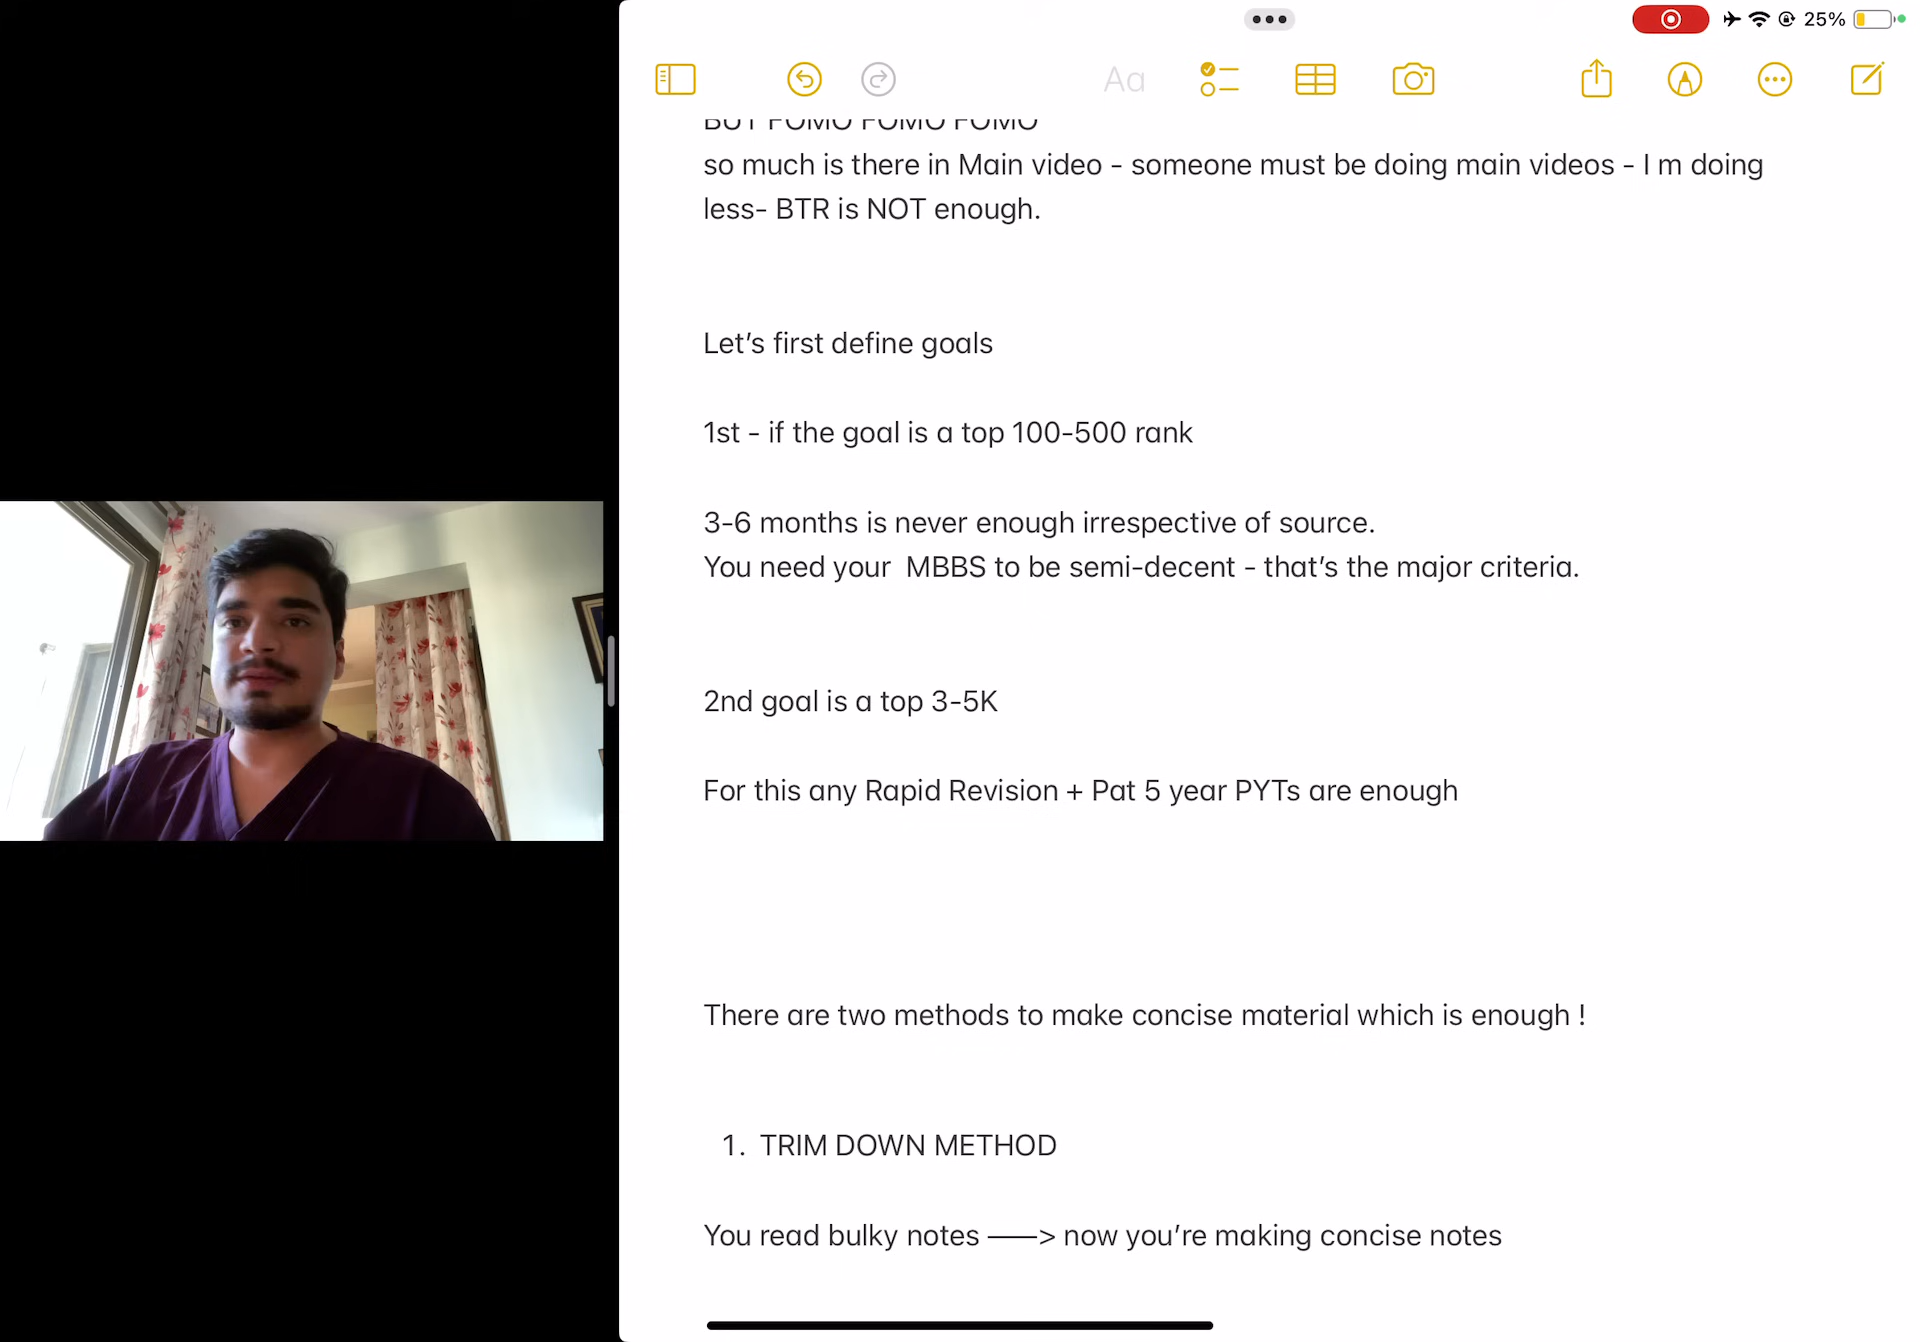 25%
Aa
BUT FOMO FOMO FOMO
so much is there in Main video - someone must be doing main videos - I m doing
less- BTR is NOT enough.
Let's first define goals
1st - if the goal is a top 100-500 rank
3-6 months is never enough irrespective of source.
You need your  MBBS to be semi-decent - that's the major criteria.
2nd goal is a top 3-5K
For this any Rapid Revision + Pat 5 year PYTs are enough
There are two methods to make concise material which is enough !
1. TRIM DOWN METHOD
You read bulky notes ——> now you're making concise notes